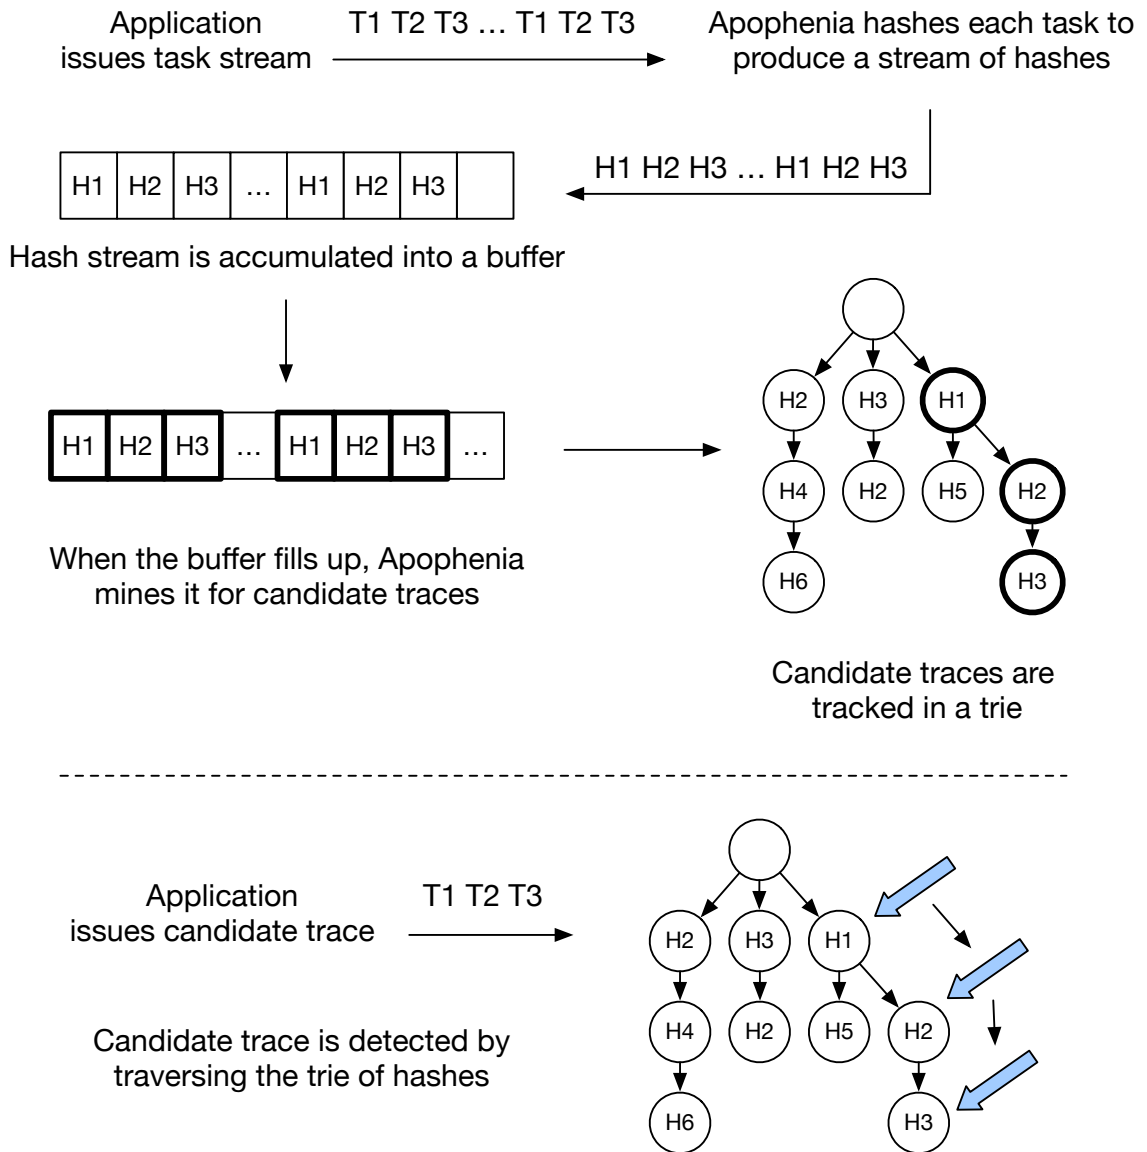 Application
issues task stream
T1 T2 T3 … T1 T2 T3
Apophenia hashes each task to
produce a stream of hashes
H1 H2 H3 … H1 H2 H3
H1 H2 H3 … H1 H2 H3
Hash stream is accumulated into a buffer
H1 H2 H3 … H1 H2 H3 …
When the buffer fills up, Apophenia
mines it for candidate traces
H2 H3 H1
H4 H2 H5 H2
H6 H3
Candidate traces are
tracked in a trie
Application
issues candidate trace
T1 T2 T3
Candidate trace is detected by
traversing the trie of hashes
H2 H3 H1
H4 H2 H5 H2
H6 H3